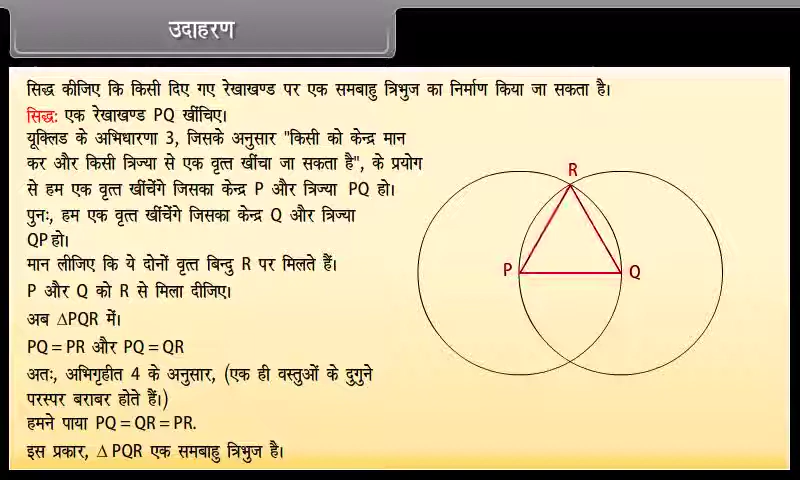 उदाहरण
सिद्ध कीजिए कि किसी दिए गए रेखाखण्ड पर एक समबाहु त्रिभुज का निर्माण किया जा सकता है।
सिद्ध: एक रेखाखण्ड PQ खींचिए।
यूक्लिड के अभिधारणा 3, जिसके अनुसार "किसी को केन्द्र मान
कर और किसी त्रिज्या से एक वृत्त खींचा जा सकता है", के प्रयोग
से हम एक वृत्त खींचेंगे जिसका केन्द्र P और त्रिज्या PQ हो।
पुनः, हम एक वृत्त खींचेंगे जिसका केन्द्र Q और त्रिज्या
QP हो।
मान लीजिए कि ये दोनों वृत्त बिन्दु R पर मिलते हैं।
P और Q को R से मिला दीजिए।
अब ΔPQR में।
PQ = PR और PQ = QR
अतः, अभिगृहीत 4 के अनुसार, (एक ही वस्तुओं के दुगुने
परस्पर बराबर होते हैं।)
हमने पाया PQ = QR = PR.
इस प्रकार, Δ PQR एक समबाहु त्रिभुज है।
R
P
Q